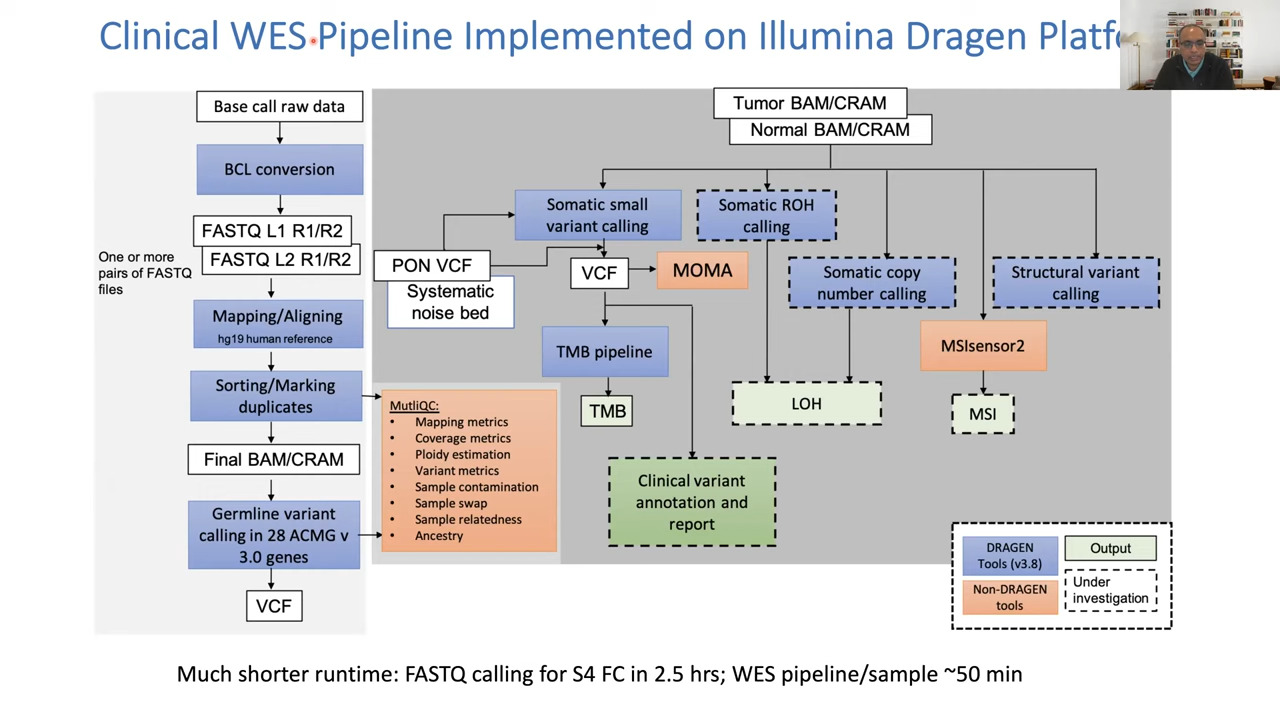 Clinical WES Pipeline Implemented on Illumina Dragen Platf
Base call raw data
BCL conversion
FASTQ L1 R1/R2
FASTQ L2 R1/R2
One or more
pairs of FASTQ
files
Mapping/Aligning
hg19 human reference
Sorting/Marking
duplicates
Final BAM/CRAM
Germline variant
calling in 28 ACMG v
3.0 genes
VCF
MutliQC:
• Mapping metrics
• Coverage metrics
• Ploidy estimation
• Variant metrics
• Sample contamination
• Sample swap
• Sample relatedness
• Ancestry
Tumor BAM/CRAM
Normal BAM/CRAM
Somatic small
variant calling
Somatic ROH
calling
PON VCF
Systematic
noise bed
VCF
MOMA
Somatic copy
number calling
Structural variant
calling
TMB pipeline
MSIsensor2
TMB
LOH
MSI
Clinical variant
annotation and
report
DRAGEN
Tools (v3.8)
Output
Non-DRAGEN
tools
Under
investigation
Much shorter runtime: FASTQ calling for S4 FC in 2.5 hrs; WES pipeline/sample ~50 min